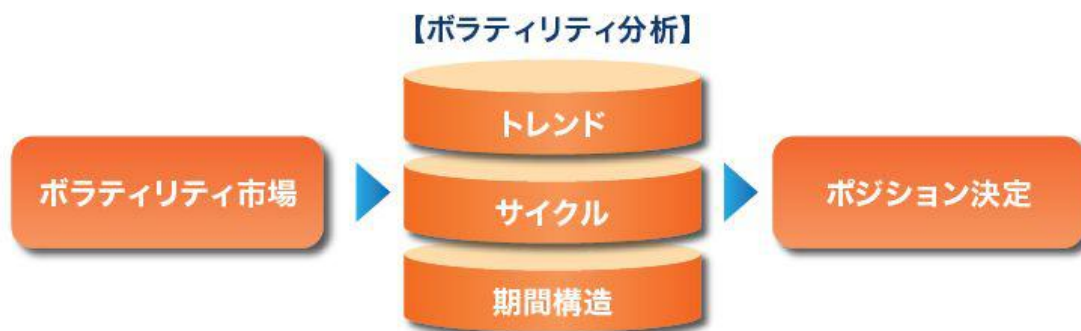 【ボラティリティ分析】
ボラティリティ市場
トレンド
サイクル
期間構造
ポジション決定